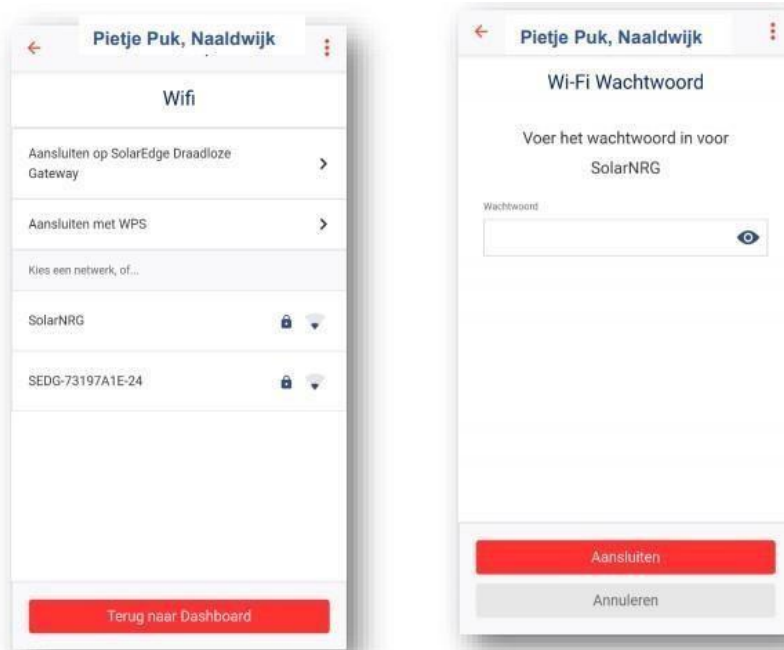 Pietje Puk, Naaldwijk
Wifi
Aansluiten op SolarEdge Draadloze
Gateway
Aansluiten met WPS
Kies een netwerk, of...
SolarNRG
SEDG-73197A1E-24
Terug naar Dashboard
Pietje Puk, Naaldwijk
Wi-Fi Wachtwoord
Voer het wachtwoord in voor
SolarNRG
Wachtwoord
Aansluiten
Annuleren